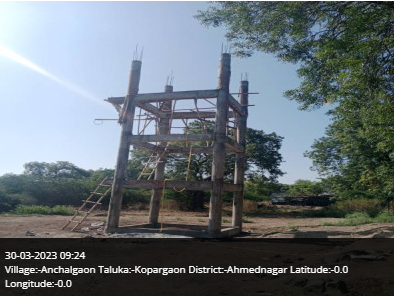 30-03-2023 09:24
Village:-Anchalgaon Taluka:-Kopargaon District:-Ahmednagar Latitude:-0.0
Longitude:-0.0